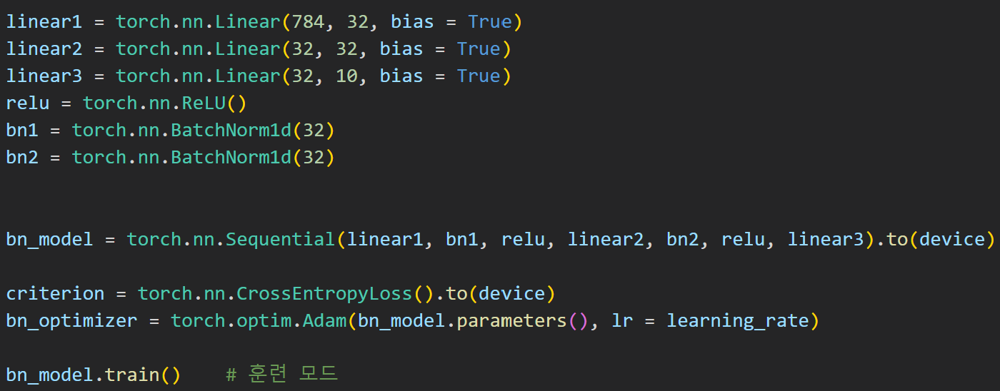 linear1 = torch.nn.Linear(784, 32, bias = True)
linear2 = torch.nn.Linear(32, 32, bias = True)
linear3 = torch.nn.Linear(32, 10, bias = True)
relu = torch.nn.ReLU()
bn1 = torch.nn.BatchNorm1d(32)
bn2 = torch.nn.BatchNorm1d(32)
bn_model = torch.nn.Sequential(linear1, bn1, relu, linear2, bn2, relu, linear3).to(device)
criterion = torch.nn.CrossEntropyLoss().to(device)
bn_optimizer = torch.optim.Adam(bn_model.parameters(), lr = learning_rate)
bn_model.train()    # 훈련 모드